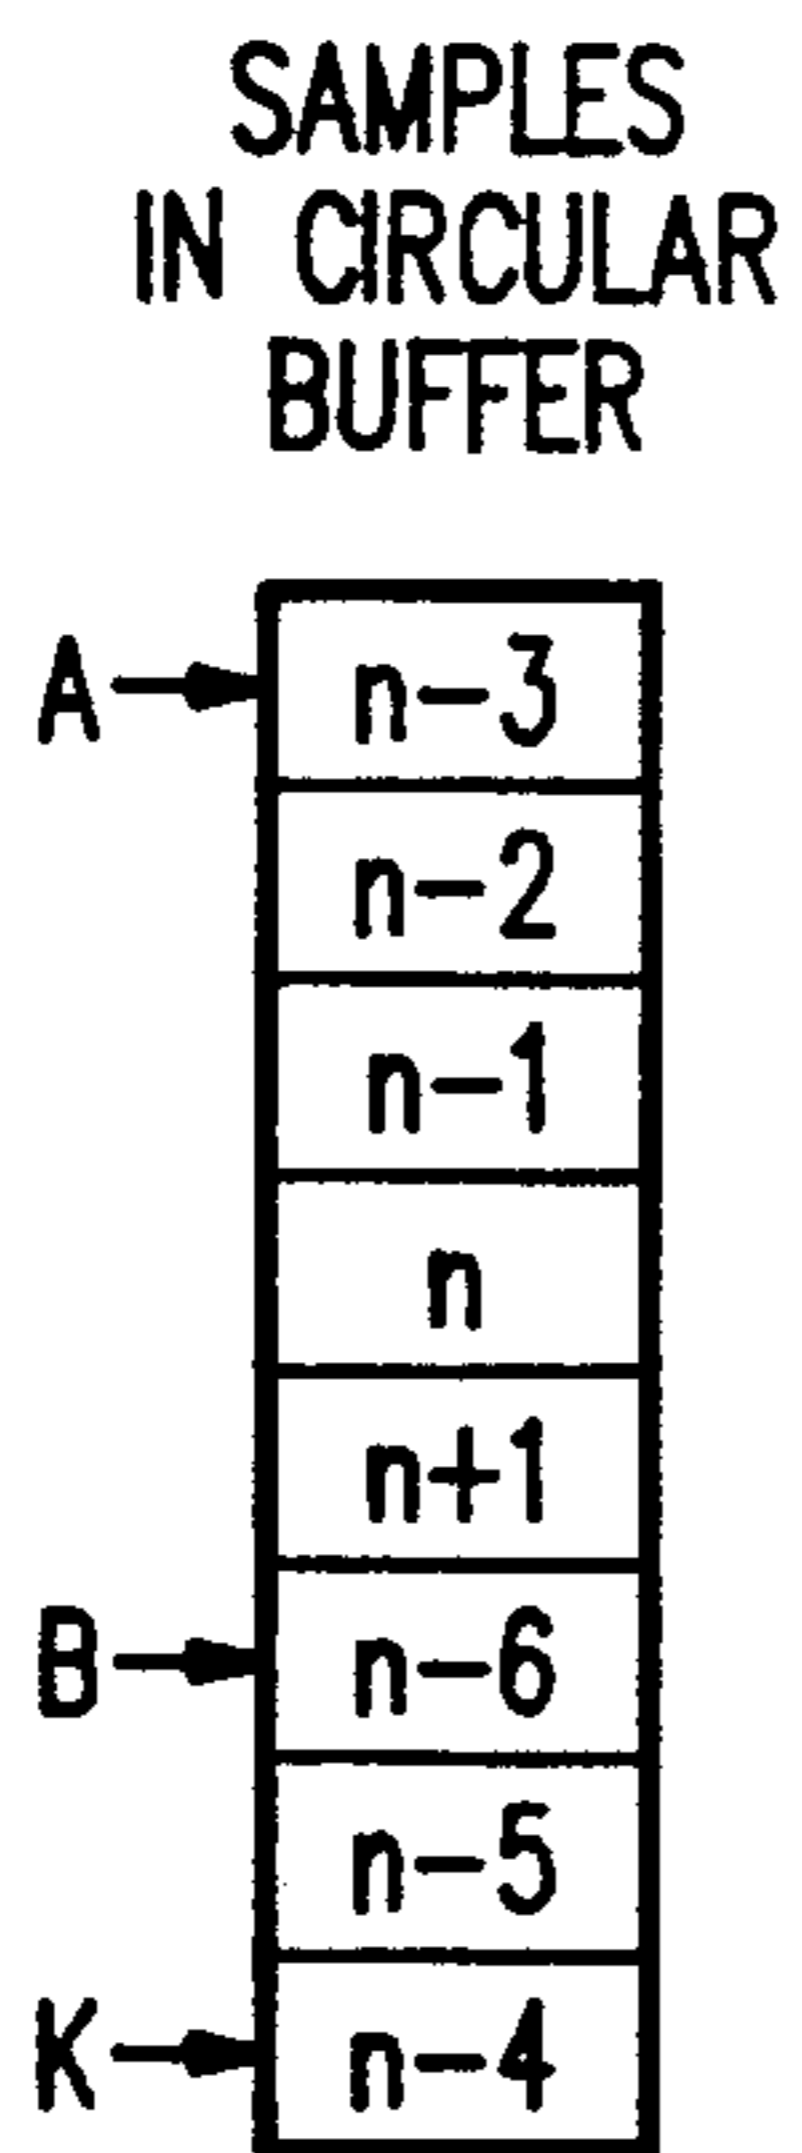 SAMPLES
IN CIRCULAR
BUFFER
A n-3
n-2
n-1
n
n+1
B n-6
n-5
K n-4